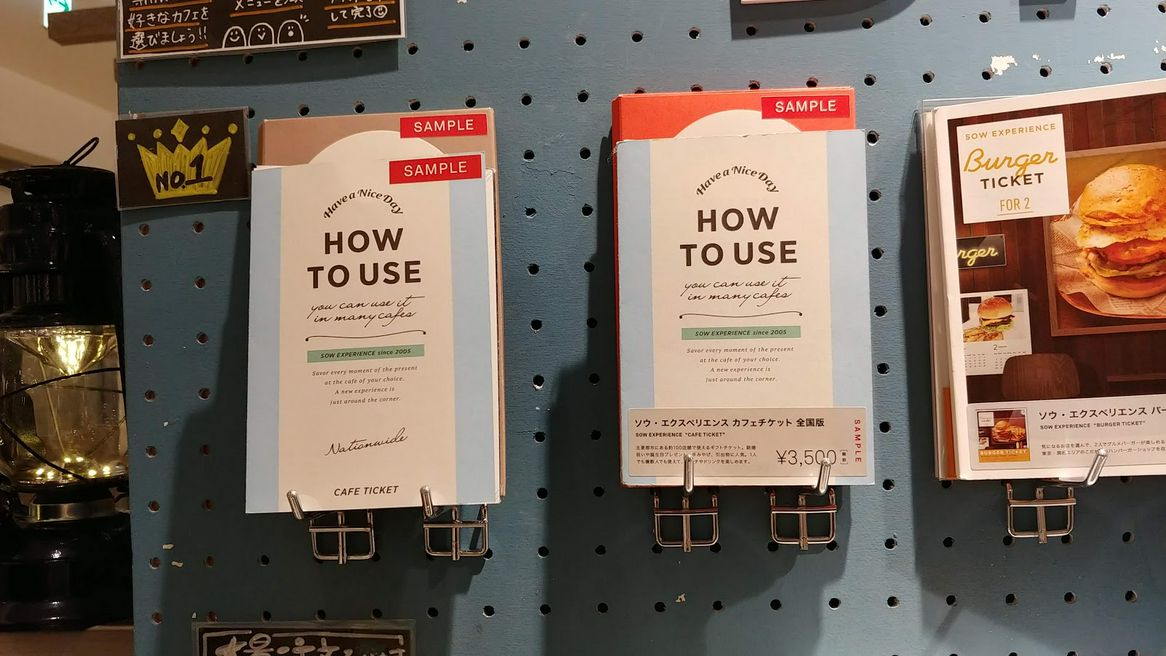 好きなカフェを
選びましょう!!
して完了
NO.1
SAMPLE
SAMPLE
Have a Nice Day
HOW
TO USE
you can use it
in many cafes
SOW EXPERIENCE since 2005
Savor every moment of the present
at the cafe of your choice.
A new experience is
just around the corner.
Nationwide
CAFE TICKET
SAMPLE
Have a Nice Day
HOW
TO USE
you can use it
in many cafes
SOW EXPERIENCE since 2005
Savor every moment of the present
at the cafe of your choice.
A new experience is
just around the corner.
ソウ・エクスペリエンス カフェチケット 全国版
SOW EXPERIENCE "CAFE TICKET"
¥3,500
SAMPLE
SOW EXPERIENCE
Burger
TICKET
FOR 2
rger
ソウ・エクスペリエンス バー
SOW EXPERIENCE "BURGER TICKET"
BURGER TICKET